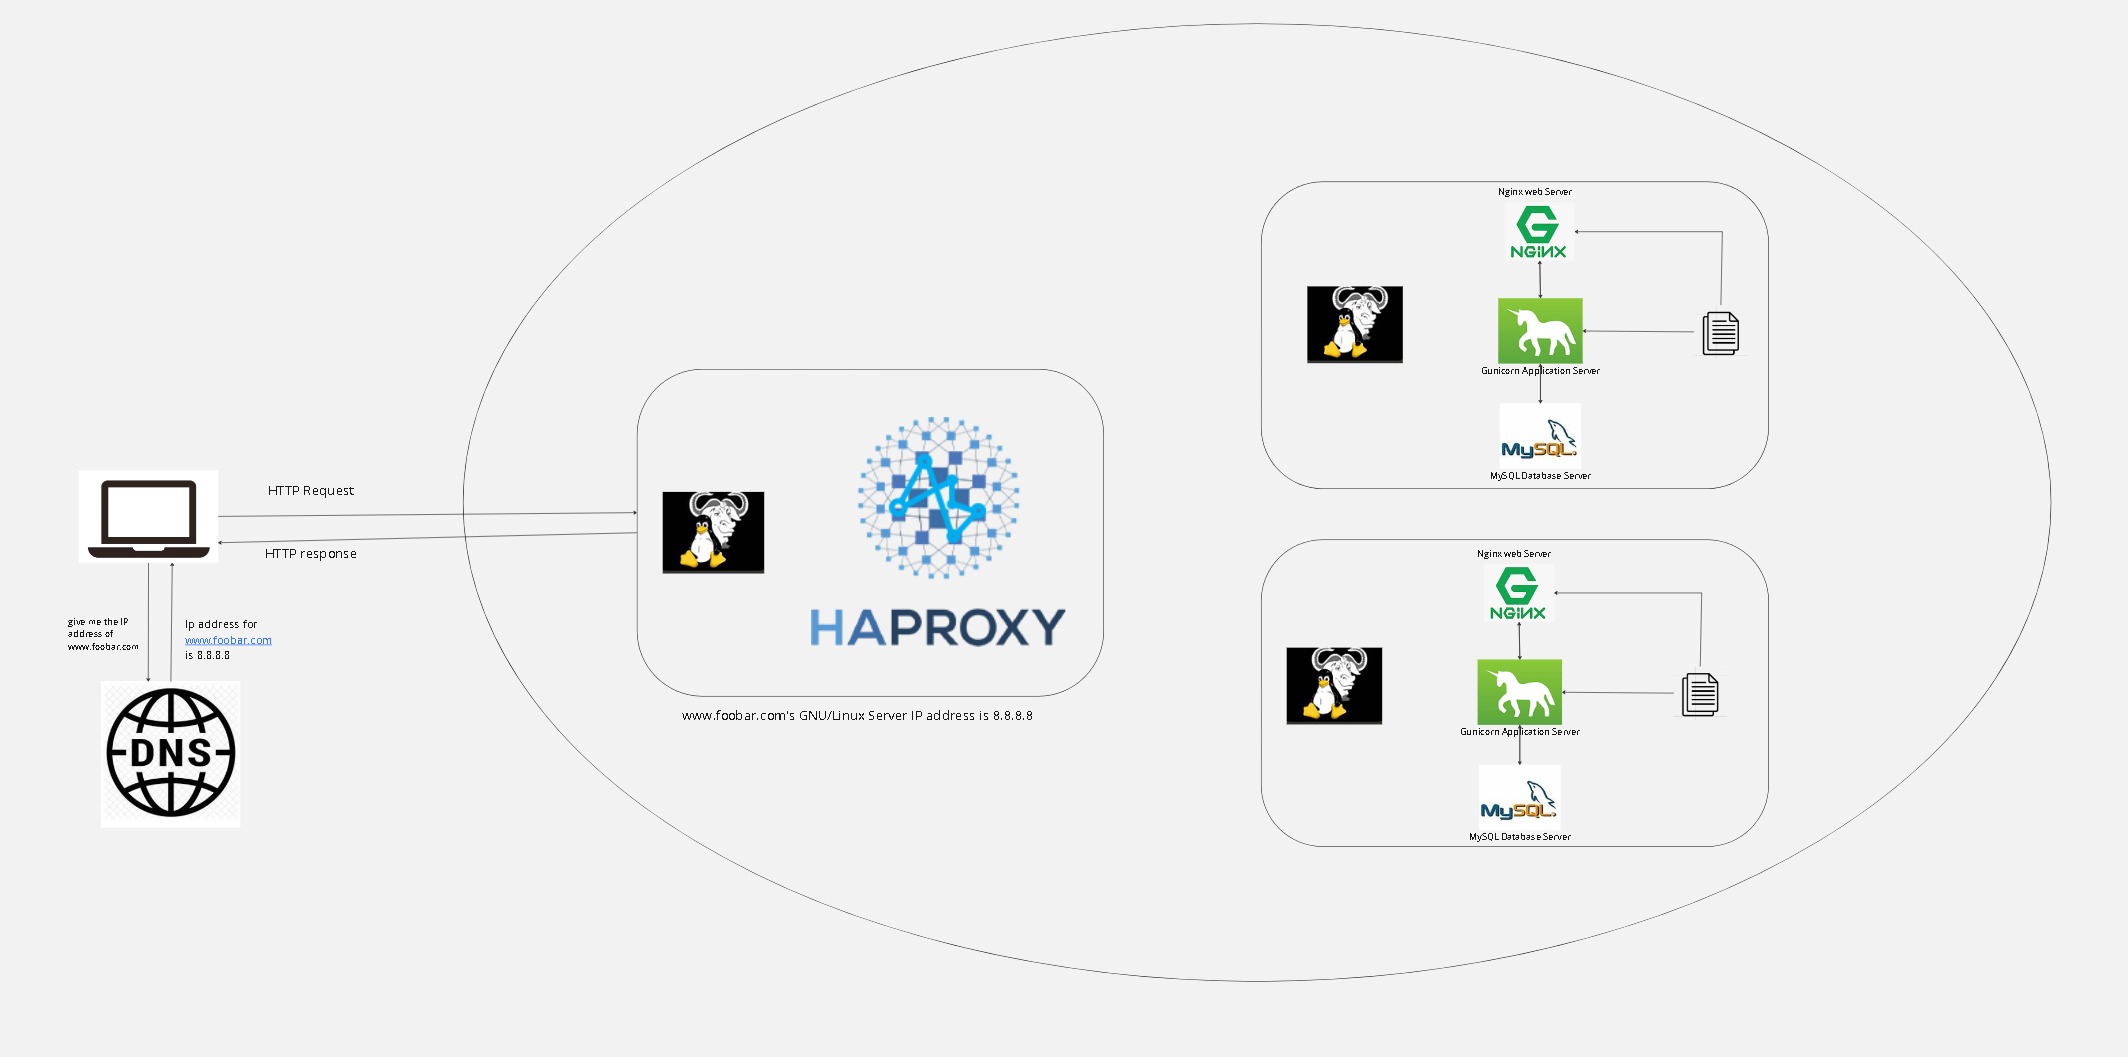 HTTP Request
HTTP response
give me the IP
address of
www.foobar.com
Ip address for
www.foobar.com
is 8.8.8.8
DNS
HAPROXY
www.foobar.com's GNU/Linux Server IP address is 8.8.8.8
Nginx web Server
NGiNX
Gunicorn Application Server
MySQL
MySQL Database Server
Nginx web Server
NGiNX
Gunicorn Application Server
MySQL
MySQL Database Server